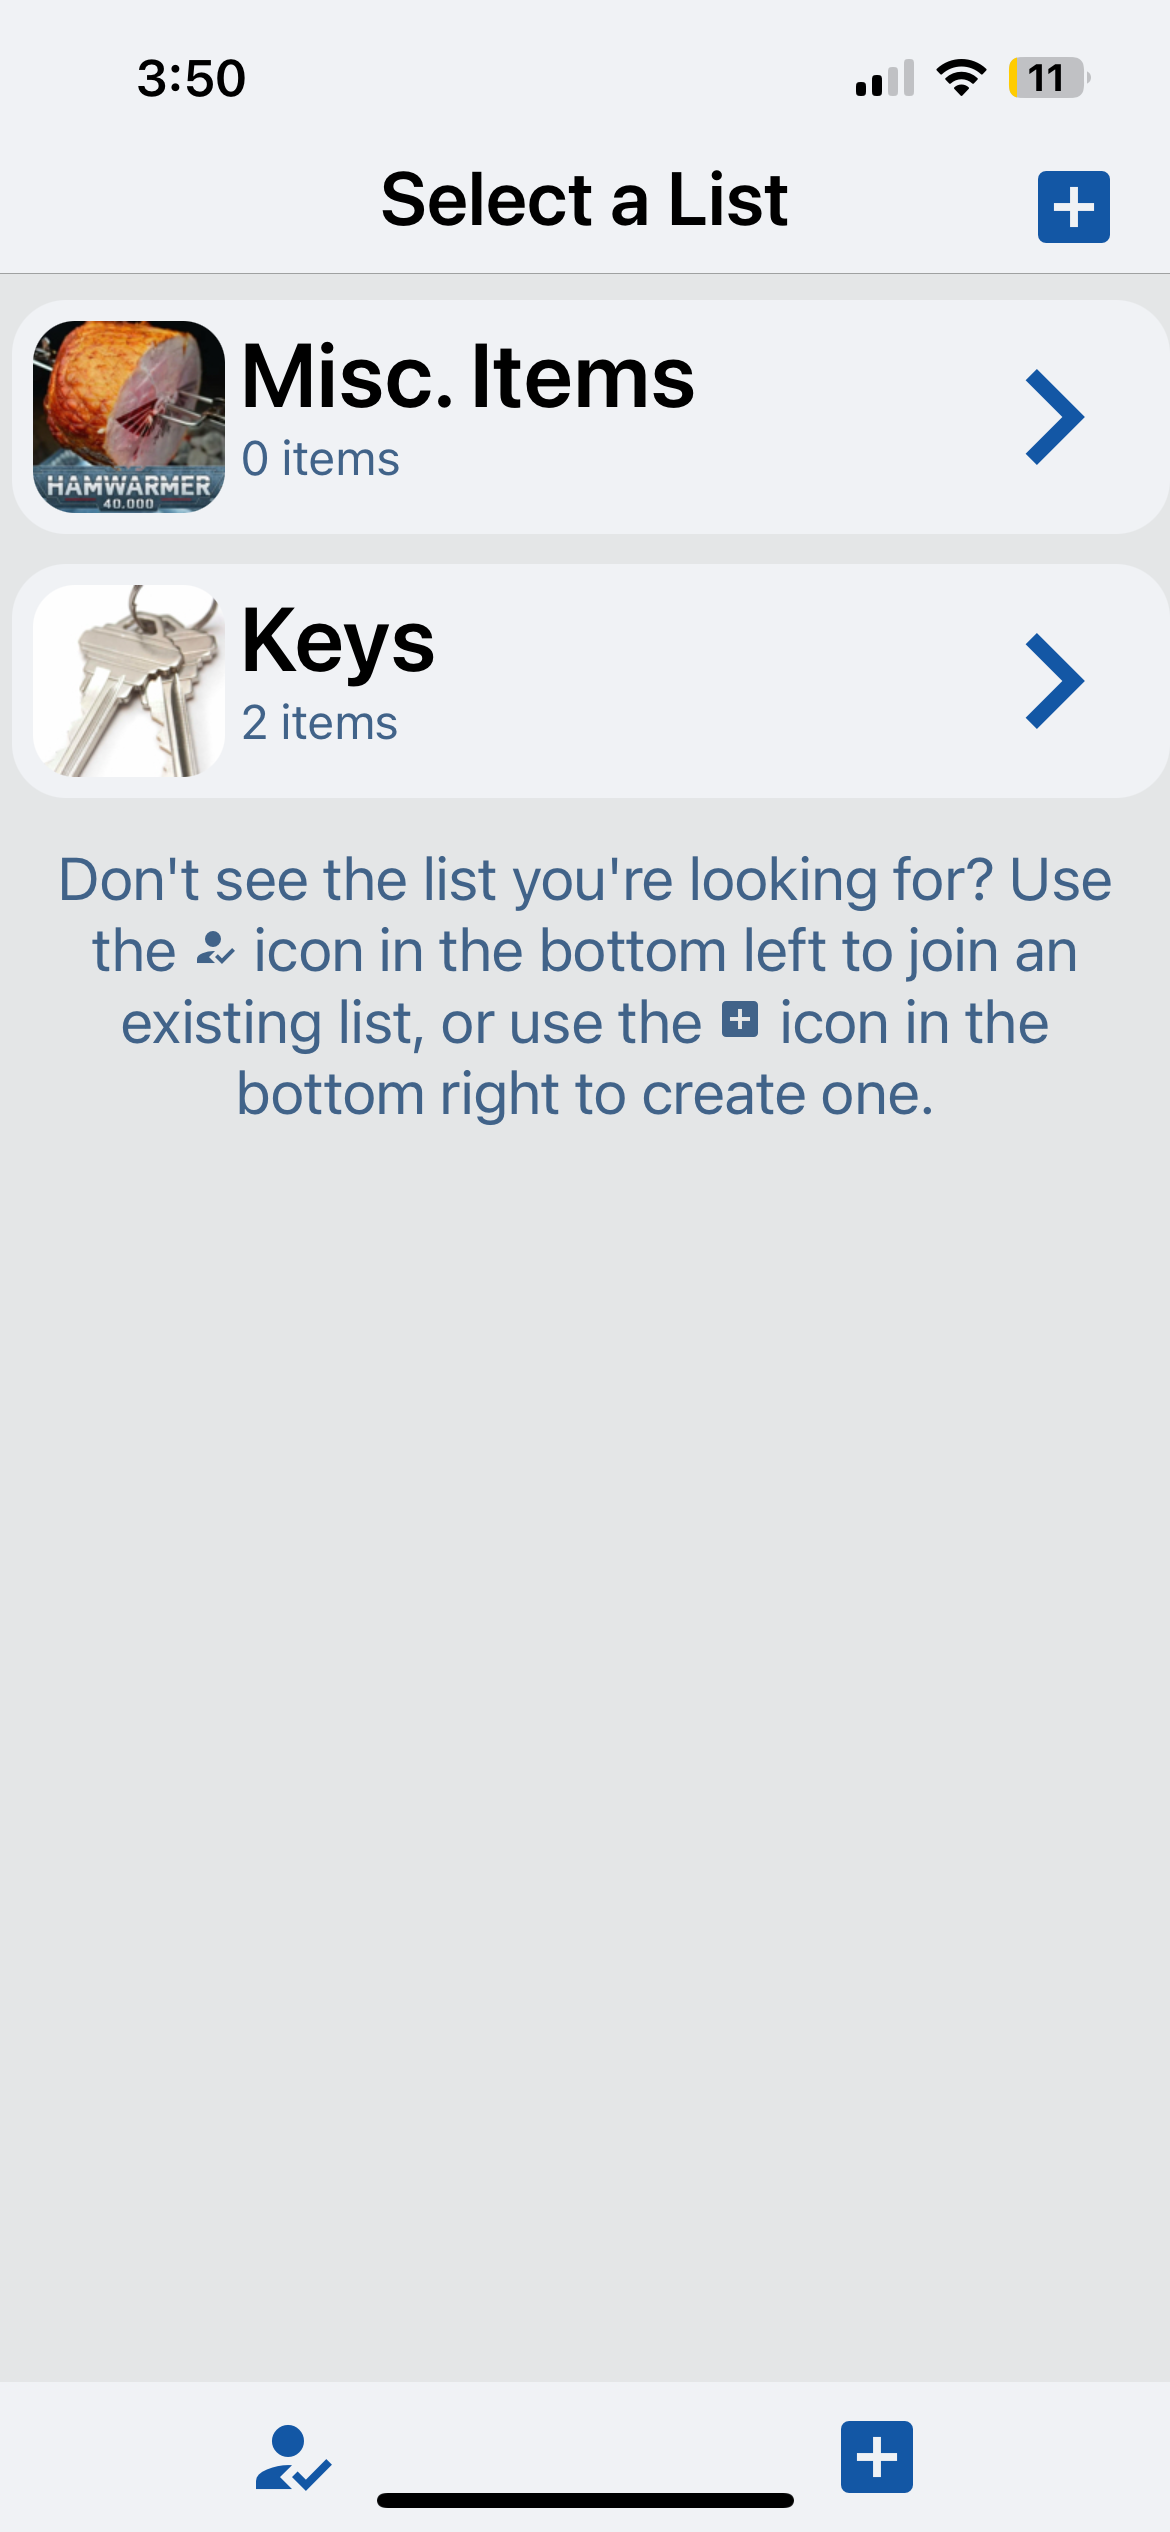 3:50
11
Select a List
Misc. Items
0 items
HAMWARMER
40.000
Keys
2 items
Don't see the list you're looking for? Use
the icon in the bottom left to join an
existing list, or use the icon in the
bottom right to create one.